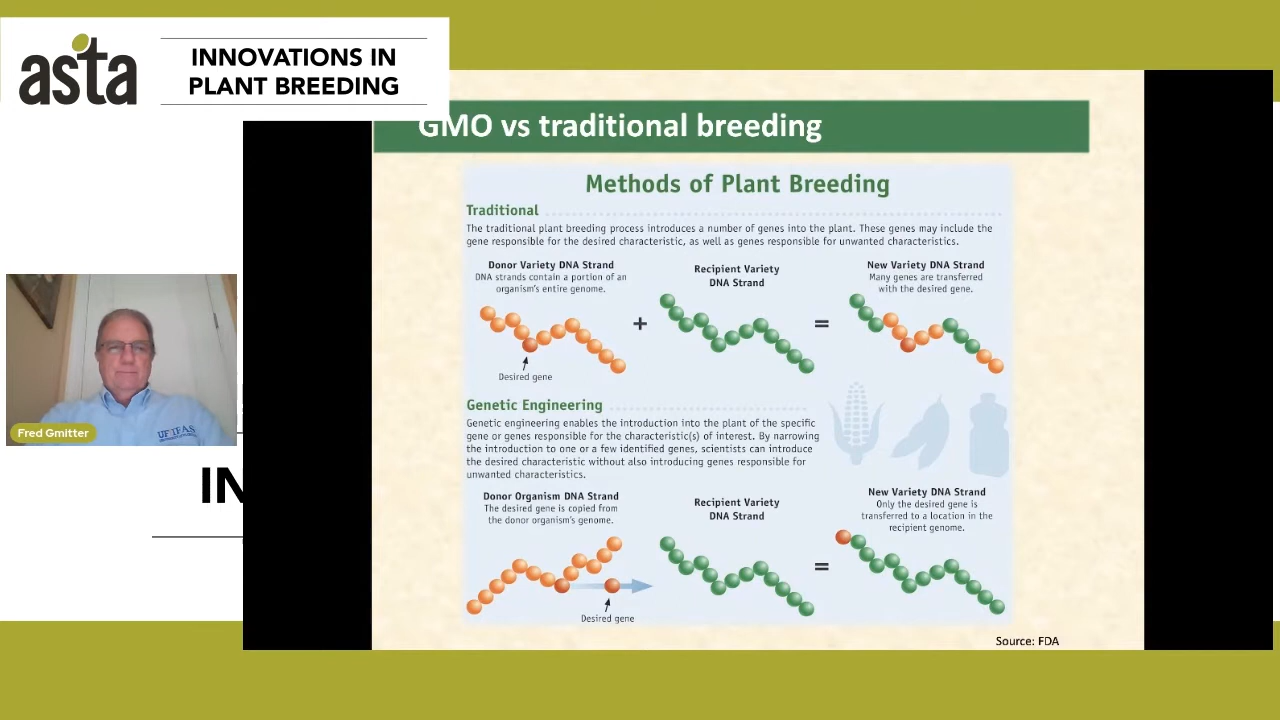 asta
INNOVATIONS IN
PLANT BREEDING
GMO vs traditional breeding
Methods of Plant Breeding
Traditional
The traditional plant breeding process introduces a number of genes into the plant. These genes may include the
gene responsible for the desired characteristic, as well as genes responsible for unwanted characteristics.
Donor Variety DNA Strand
DNA strands contain a portion of an
organism's entire genome.
Recipient Variety
DNA Strand
New Variety DNA Strand
Many genes are transferred
with the desired gene.
+
=
Desired gene
Genetic Engineering
Genetic engineering enables the introduction into the plant of the specific
gene or genes responsible for the characteristic(s) of interest. By narrowing
the introduction to one or a few identified genes, scientists can introduce
the desired characteristic without also introducing genes responsible for
unwanted characteristics.
Donor Organism DNA Strand
The desired gene is copied from
the donor organism's genome.
Recipient Variety
DNA Strand
New Variety DNA Strand
Only the desired gene is
transferred to a location in the
recipient genome.
=
Desired gene
Source: FDA
Fred Gmitter
UF IFAS
IN